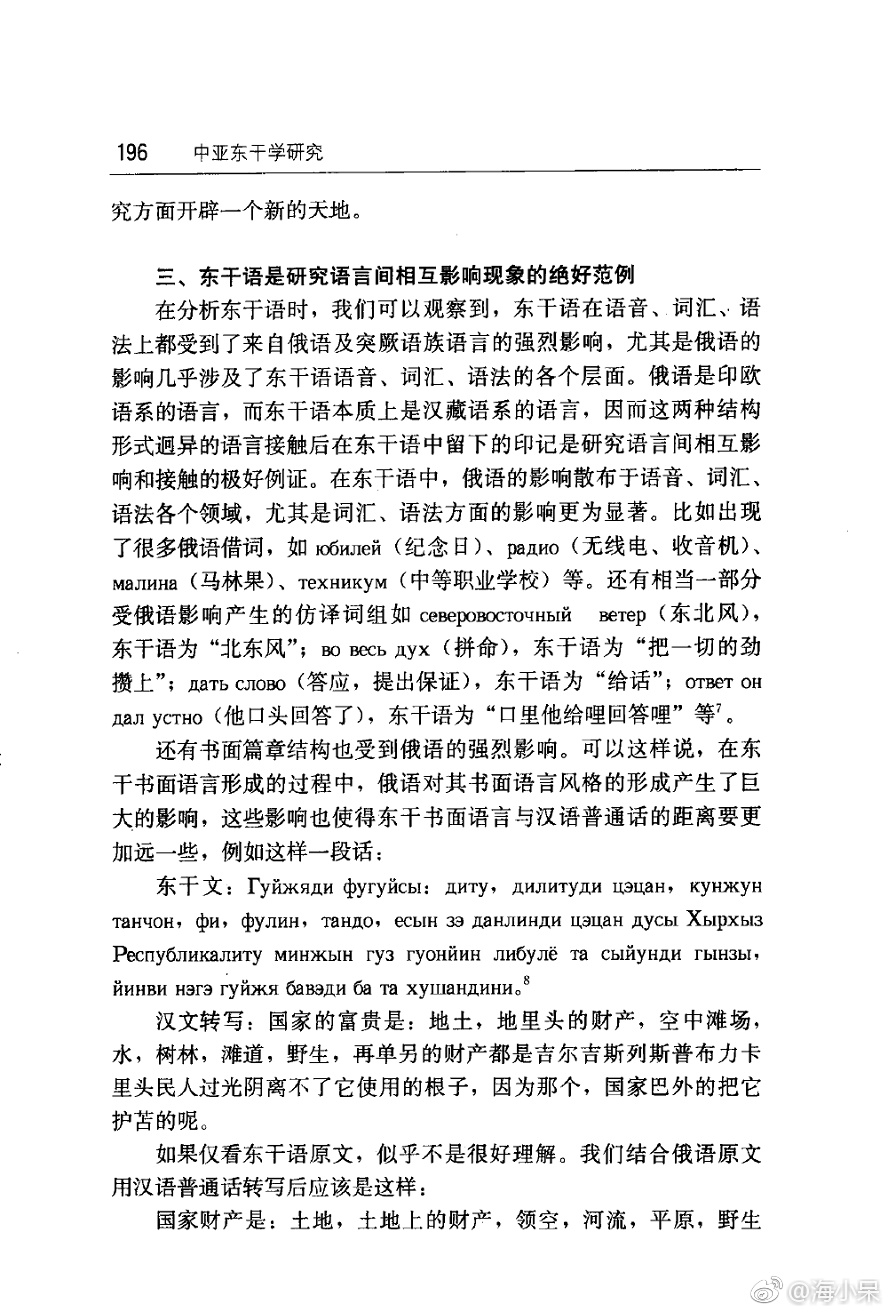 196 中亚东干学研究
究方面开辟一个新的天地。
三、东干语是研究语言间相互影响现象的绝好范例
在分析东干语时，我们可以观察到，东干语在语音、词汇、语
法上都受到了来自俄语及突厥语族语言的强烈影响，尤其是俄语的
影响几乎涉及了东干语语音、词汇、语法的各个层面。俄语是印欧
语系的语言，而东干语本质上是汉藏语系的语言，因而这两种结构
形式迥异的语言接触后在东干语中留下的印记是研究语言间相互影
响和接触的极好例证。在东干语中，俄语的影响散布于语音、词汇、
语法各个领域，尤其是词汇、语法方面的影响更为显著。比如出现
了很多俄语借词，如 юбилей（纪念日）、радио（无线电、收音机）、
малина（马林果）、техникум（中等职业学校）等。还有相当一部分
受俄语影响产生的仿译词组如 северовосточный ветер（东北风），
东干语为“北东风”；во весь дух（拼命），东干语为“把一切的劲
攒上”；дать слово（答应，提出保证），东干语为“给话”；ответ он
дал устно（他口头回答了），东干语为“口里他给哩回答哩”等⁷。
还有书面篇章结构也受到俄语的强烈影响。可以这样说，在东
干书面语言形成的过程中，俄语对其书面语言风格的形成产生了巨
大的影响，这些影响也使得东干书面语言与汉语普通话的距离要更
加远一些，例如这样一段话：
东干文：Гуйжяди фугуйсы：диту，дилитуди цэцан，кунжун
танчон，фи，фулин，тандо，есын зэ данлинди цэцан дусы Хырхыз
Республикалиту минжын гуз гуонйин либулё та сыйунди гынзы，
йинви нэгэ гуйжя бавэди ба та хушандини。⁸
汉文转写：国家的富贵是：地土，地里头的财产，空中滩场，
水，树林，滩道，野生，再单另的财产都是吉尔吉斯列斯普布力卡
里头民人过光阴离不了它使用的根子，因为那个，国家巴外的把它
护苫的呢。
如果仅看东干语原文，似乎不是很好理解。我们结合俄语原文
用汉语普通话转写后应该是这样：
国家财产是：土地，土地上的财产，领空，河流，平原，野生
@海小呆